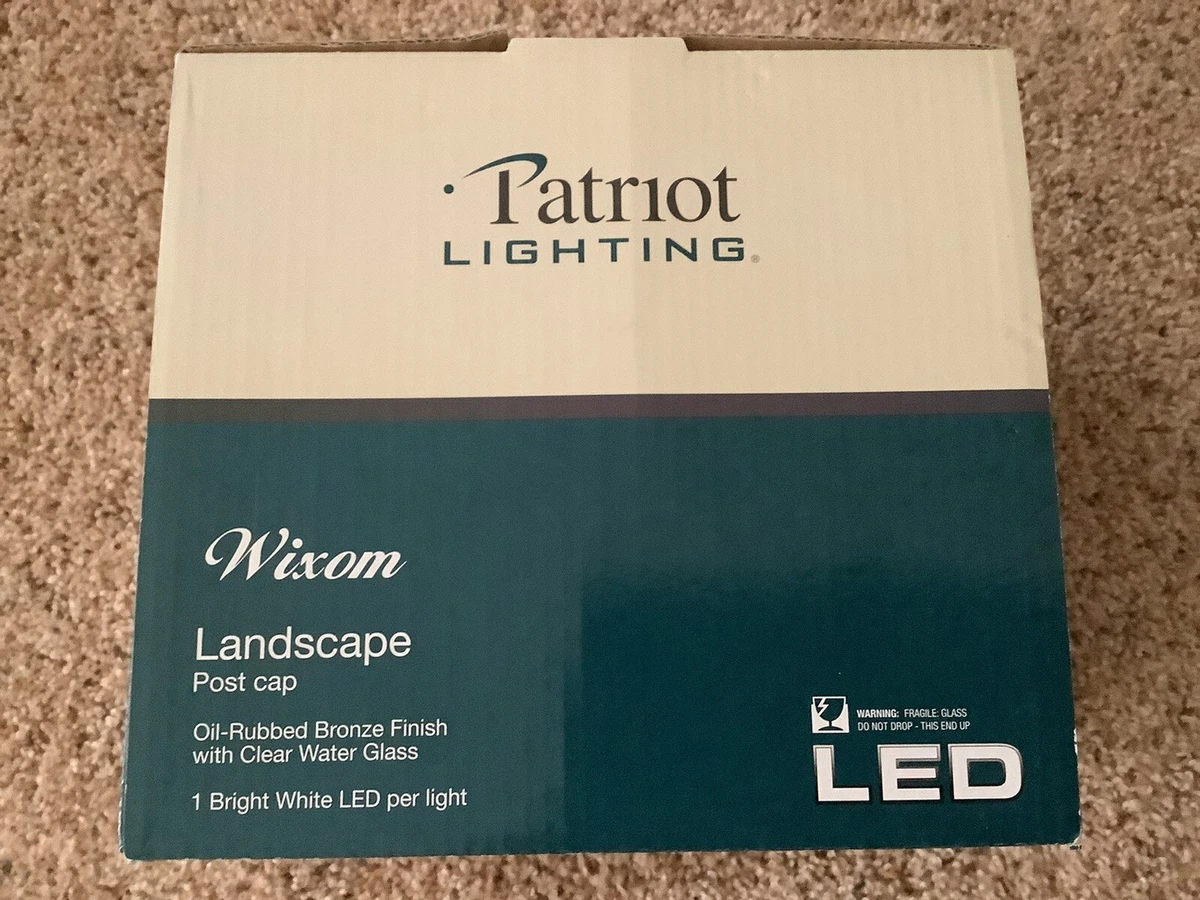 Patriot
LIGHTING®
Wixom
Landscape
Post cap
Oil-Rubbed Bronze Finish
with Clear Water Glass
1 Bright White LED per light
WARNING: FRAGILE: GLASS
DO NOT DROP - THIS END UP
LED